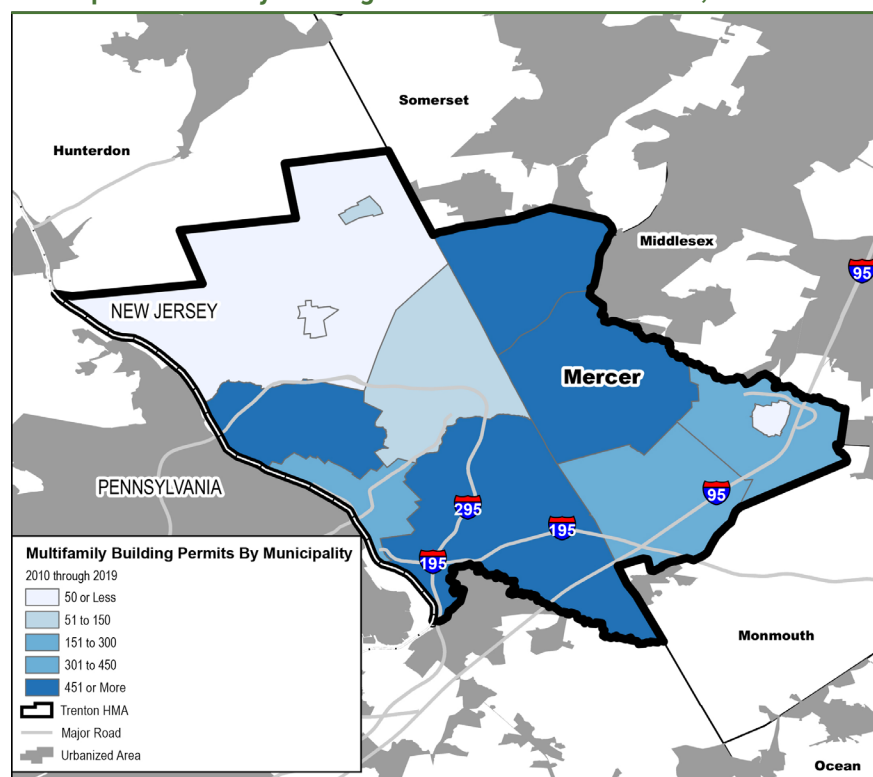 Somerset
Hunterdon
Middlesex
95
NEW JERSEY
Mercer
PENNSYLVANIA
95
295
195
195
Multifamily Building Permits By Municipality
2010 through 2019
50 or Less
51 to 150
151 to 300
301 to 450
451 or More
Trenton HMA
Major Road
Urbanized Area
Monmouth
Ocean